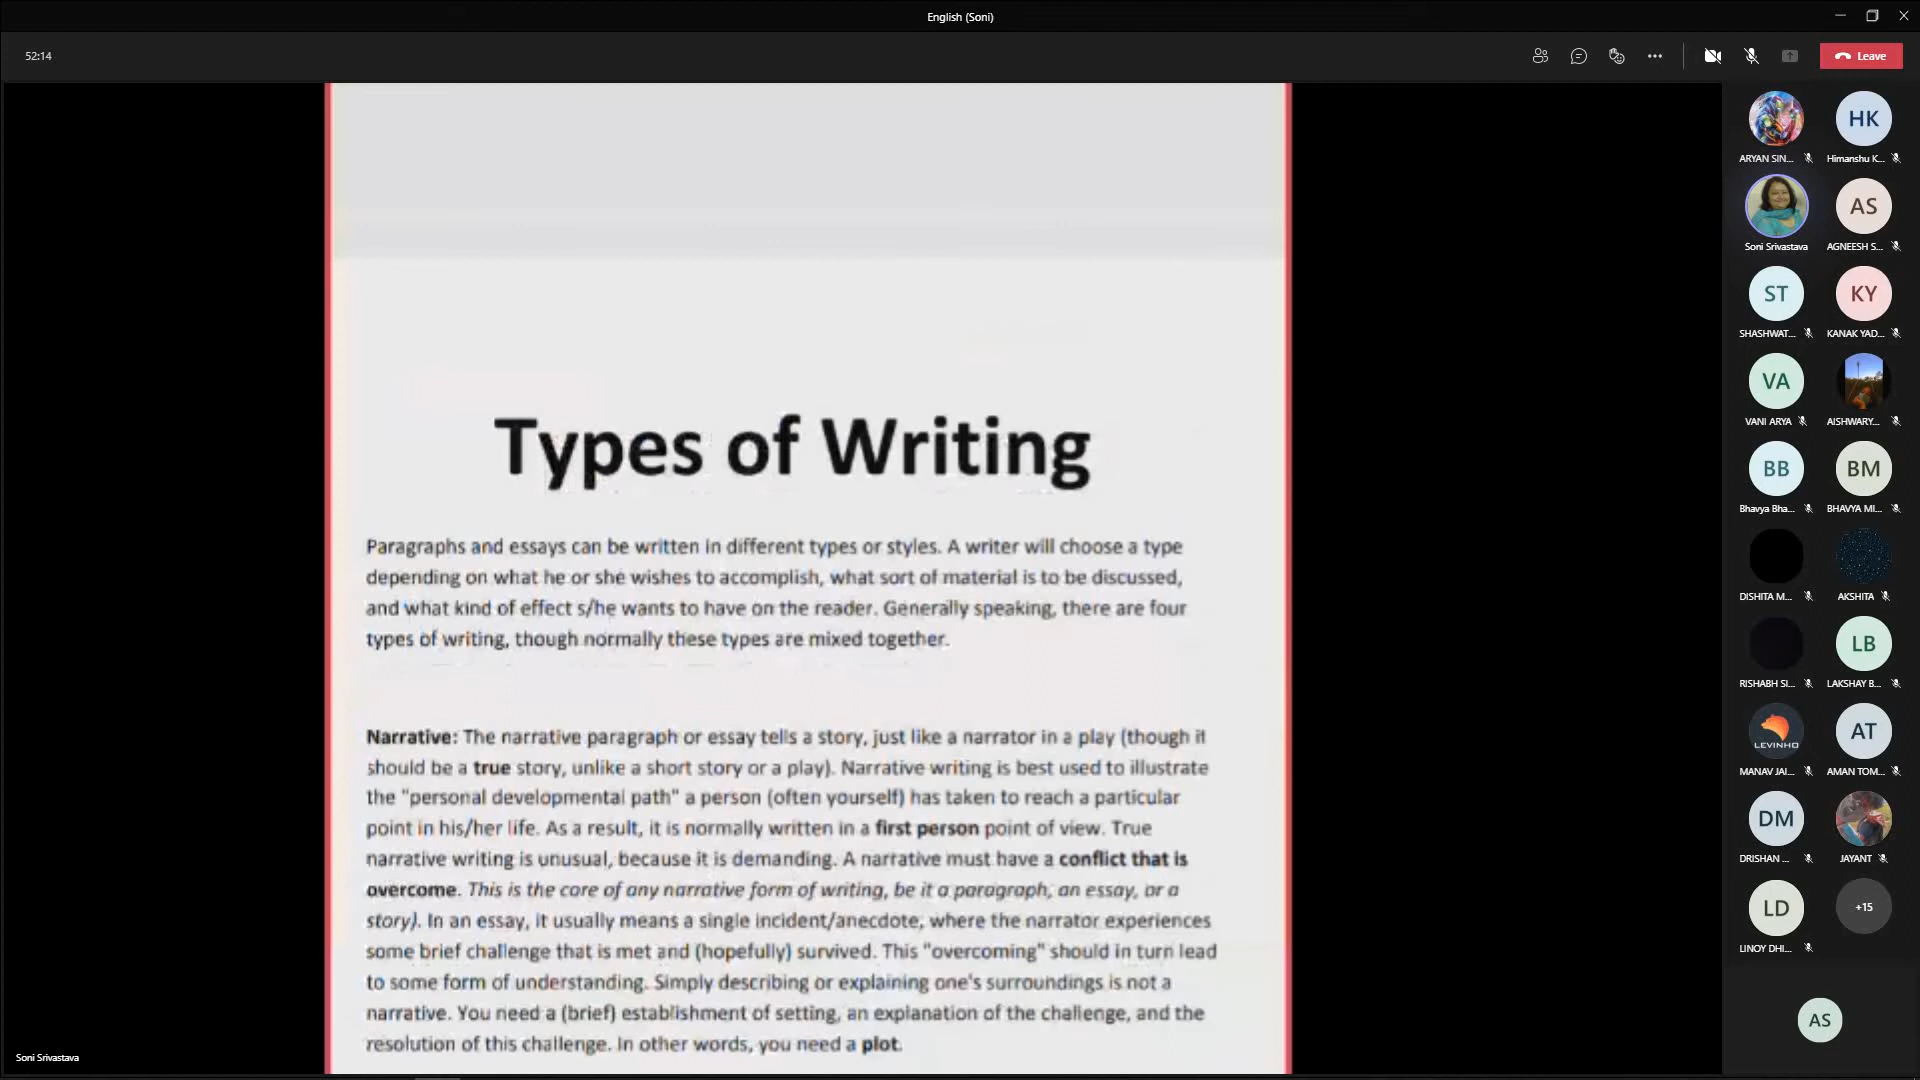 English (Soni)
52:14
Leave
Types of Writing
Paragraphs and essays can be written in different types or styles. A writer will choose a type
depending on what he or she wishes to accomplish, what sort of material is to be discussed,
and what kind of effect s/he wants to have on the reader. Generally speaking, there are four
types of writing, though normally these types are mixed together.
Narrative: The narrative paragraph or essay tells a story, just like a narrator in a play (though it
should be a true story, unlike a short story or a play). Narrative writing is best used to illustrate
the "personal developmental path" a person (often yourself) has taken to reach a particular
point in his/her life. As a result, it is normally written in a first person point of view. True
narrative writing is unusual, because it is demanding. A narrative must have a conflict that is
overcome. This is the core of any narrative form of writing, be it a paragraph, an essay, or a
story). In an essay, it usually means a single incident/anecdote, where the narrator experiences
some brief challenge that is met and (hopefully) survived. This "overcoming" should in turn lead
to some form of understanding. Simply describing or explaining one's surroundings is not a
narrative. You need a (brief) establishment of setting, an explanation of the challenge, and the
resolution of this challenge. In other words, you need a plot.
Soni Srivastava
HK
ARYAN SIN... Himanshu K...
AS
Soni Srivastava AGNEESH S...
ST KY
SHASHWAT... KANAK YAD...
VA
VANI ARYA AISHWARY...
BB BM
Bhavya Bha... BHAVYA MI...
DISHITA M... AKSHITA
LB
RISHABH SI... LAKSHAY B...
LEVINHO AT
MANAV JAI... AMAN TOM...
DM
DRISHAN ... JAYANT
LD +15
LINOY DHI...
AS